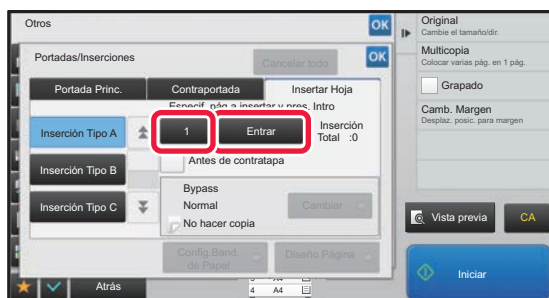 Otros
OK
Portadas/Inserciones
Cancelar todo
OK
Portada Princ.
Contraportada
Insertar Hoja
Especif. pág a insertar y pres. Intro
Inserción Tipo A
1
Entrar
Inserción
Total :0
Antes de contratapa
Inserción Tipo B
Inserción Tipo C
Bypass
Normal
No hacer copia
Cambiar
Config.Band.
de Papel
Diseño Página
Atrás
A4
4 A4
Original
Cambie el tamaño/dir.
Multicopia
Colocar varias pág. en 1 pág.
Grapado
Camb. Margen
Desplaz. posic. para margen
Vista previa
CA
Iniciar